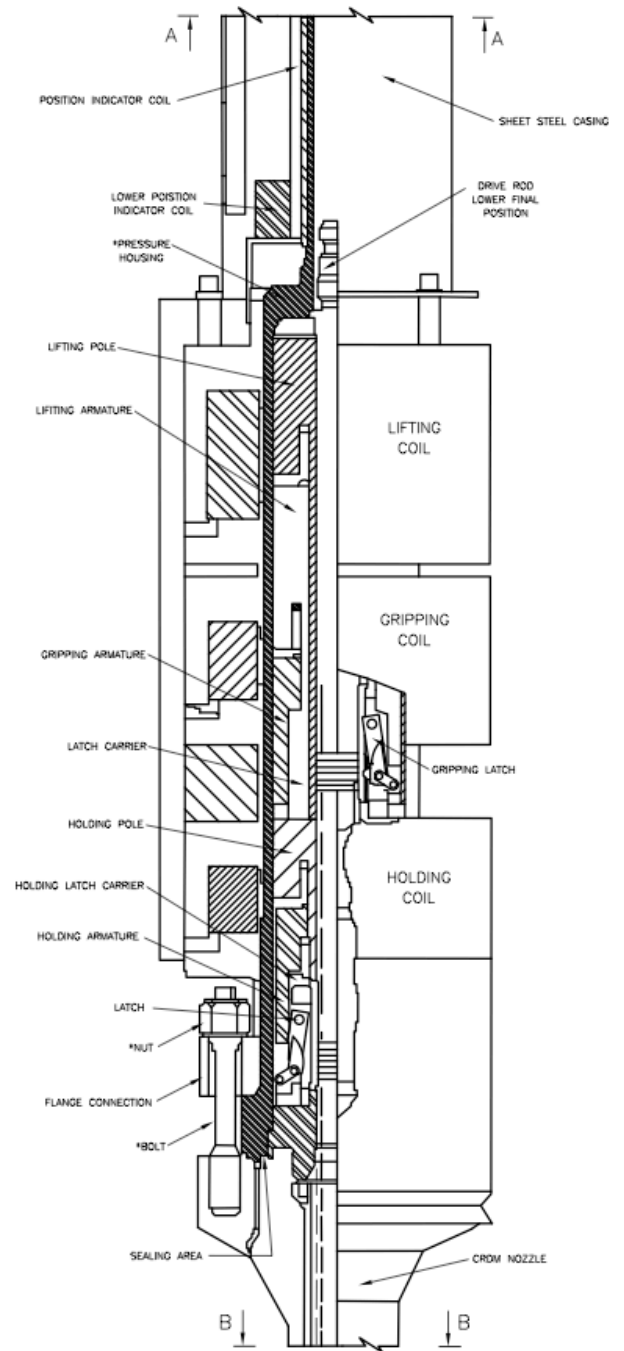 A
A
POSITION INDICATOR COIL
SHEET STEEL CASING
LOWER POISTION
INDICATOR COIL
DRIVE ROD
LOWER FINAL
POSITION
*PRESSURE
HOUSING
LIFTING POLE
LIFITING ARMATURE
LIFTING
COIL
GRIPPING
COIL
GRIPPING ARMATURE
LATCH CARRIER
GRIPPING LATCH
HOLDING POLE
HOLDING LATCH CARRIER
HOLDING
COIL
HOLDING ARMATURE
LATCH
*NUT
FLANGE CONNECTION
*BOLT
SEALING AREA
CRDM NOZZLE
B
B